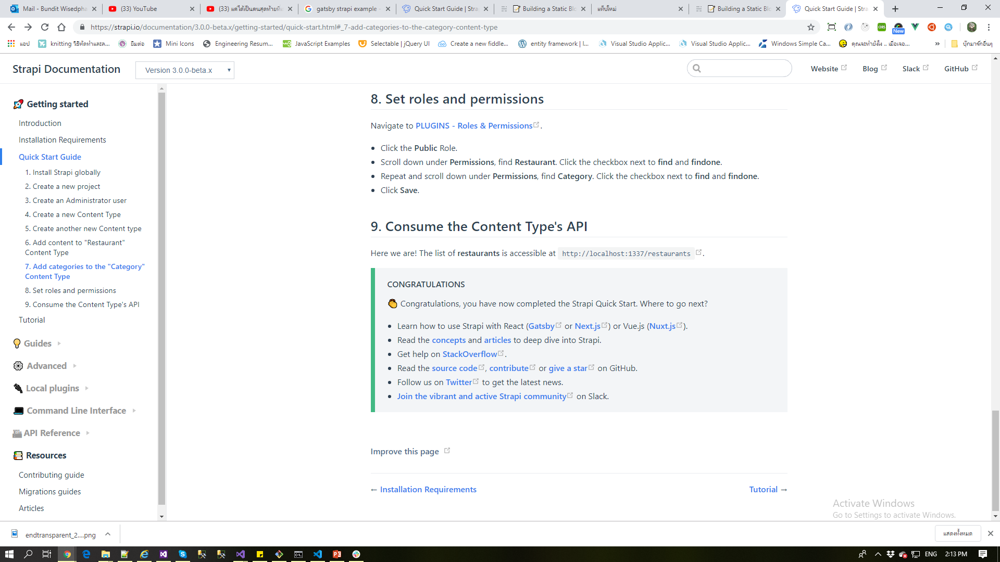 Mail - Bundit Wisedpha
(33) YouTube
(33) แต่ได้เป็นคนสุดท้ายที่เ
gatsby strapi example -
Quick Start Guide | Stra
Building a Static Blo
แท็บใหม่
Building a Static Blo
Quick Start Guide | Stra
https://strapi.io/documentation/3.0.0-beta.x/getting-started/quick-start.html#_7-add-categories-to-the-category-content-type
CORS
New
แอป
knitting วิธีหัดทำและล...
ยืมต่อ
Mini Icons
Engineering Resum...
JavaScript Examples
Selectable | jQuery UI
Create a new fiddle...
entity framework | I...
Visual Studio Applic...
Visual Studio Applic...
Windows Simple Ca...
คุณจะทำยังไง .. เมื่อเจอ...
»
บุ๊กมาร์กอื่นๆ
Strapi Documentation
Version 3.0.0-beta.x
Website
Blog
Slack
GitHub
Getting started
Introduction
Installation Requirements
Quick Start Guide
1. Install Strapi globally
2. Create a new project
3. Create an Administrator user
4. Create a new Content Type
5. Create another new Content type
6. Add content to "Restaurant"
Content Type
7. Add categories to the "Category"
Content Type
8. Set roles and permissions
9. Consume the Content Type's API
Tutorial
Guides
Advanced
Local plugins
Command Line Interface
API Reference
Resources
Contributing guide
Migrations guides
Articles
8. Set roles and permissions
Navigate to PLUGINS - Roles & Permissions.
• Click the Public Role.
• Scroll down under Permissions, find Restaurant. Click the checkbox next to find and findone.
• Repeat and scroll down under Permissions, find Category. Click the checkbox next to find and findone.
• Click Save.
9. Consume the Content Type's API
Here we are! The list of restaurants is accessible at http://localhost:1337/restaurants.
CONGRATULATIONS
👏 Congratulations, you have now completed the Strapi Quick Start. Where to go next?
• Learn how to use Strapi with React (Gatsby or Next.js) or Vue.js (Nuxt.js).
• Read the concepts and articles to deep dive into Strapi.
• Get help on StackOverflow.
• Read the source code, contribute or give a star on GitHub.
• Follow us on Twitter to get the latest news.
• Join the vibrant and active Strapi community on Slack.
Improve this page
← Installation Requirements
Tutorial →
Activate Windows
Go to Settings to activate Windows.
endtransparent_2....png
แสดงทั้งหมด
ENG
2:13 PM